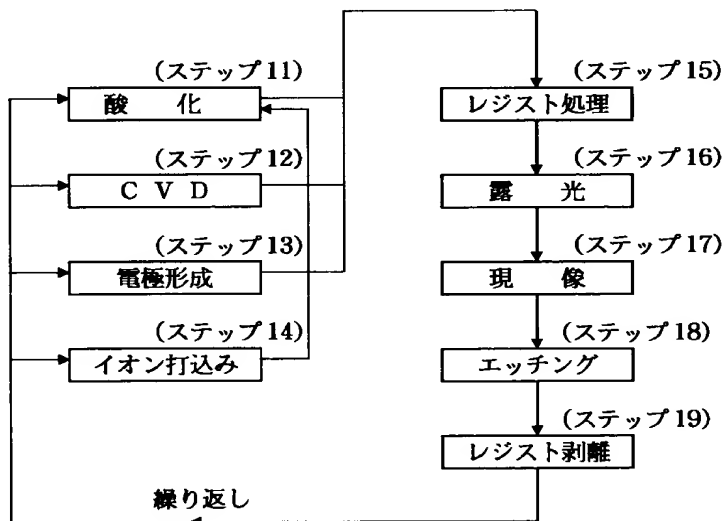 (ステップ11)
酸 化
(ステップ12)
C V D
(ステップ13)
電極形成
(ステップ14)
イオン打込み
(ステップ15)
レジスト処理
(ステップ16)
露 光
(ステップ17)
現 像
(ステップ18)
エッチング
(ステップ19)
レジスト剥離
繰り返し